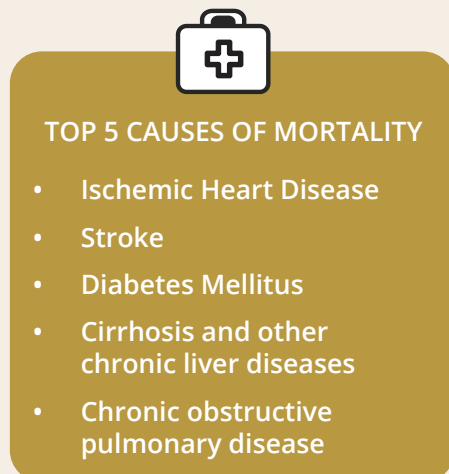 TOP 5 CAUSES OF MORTALITY
• Ischemic Heart Disease
• Stroke
• Diabetes Mellitus
• Cirrhosis and other
chronic liver diseases
• Chronic obstructive
pulmonary disease